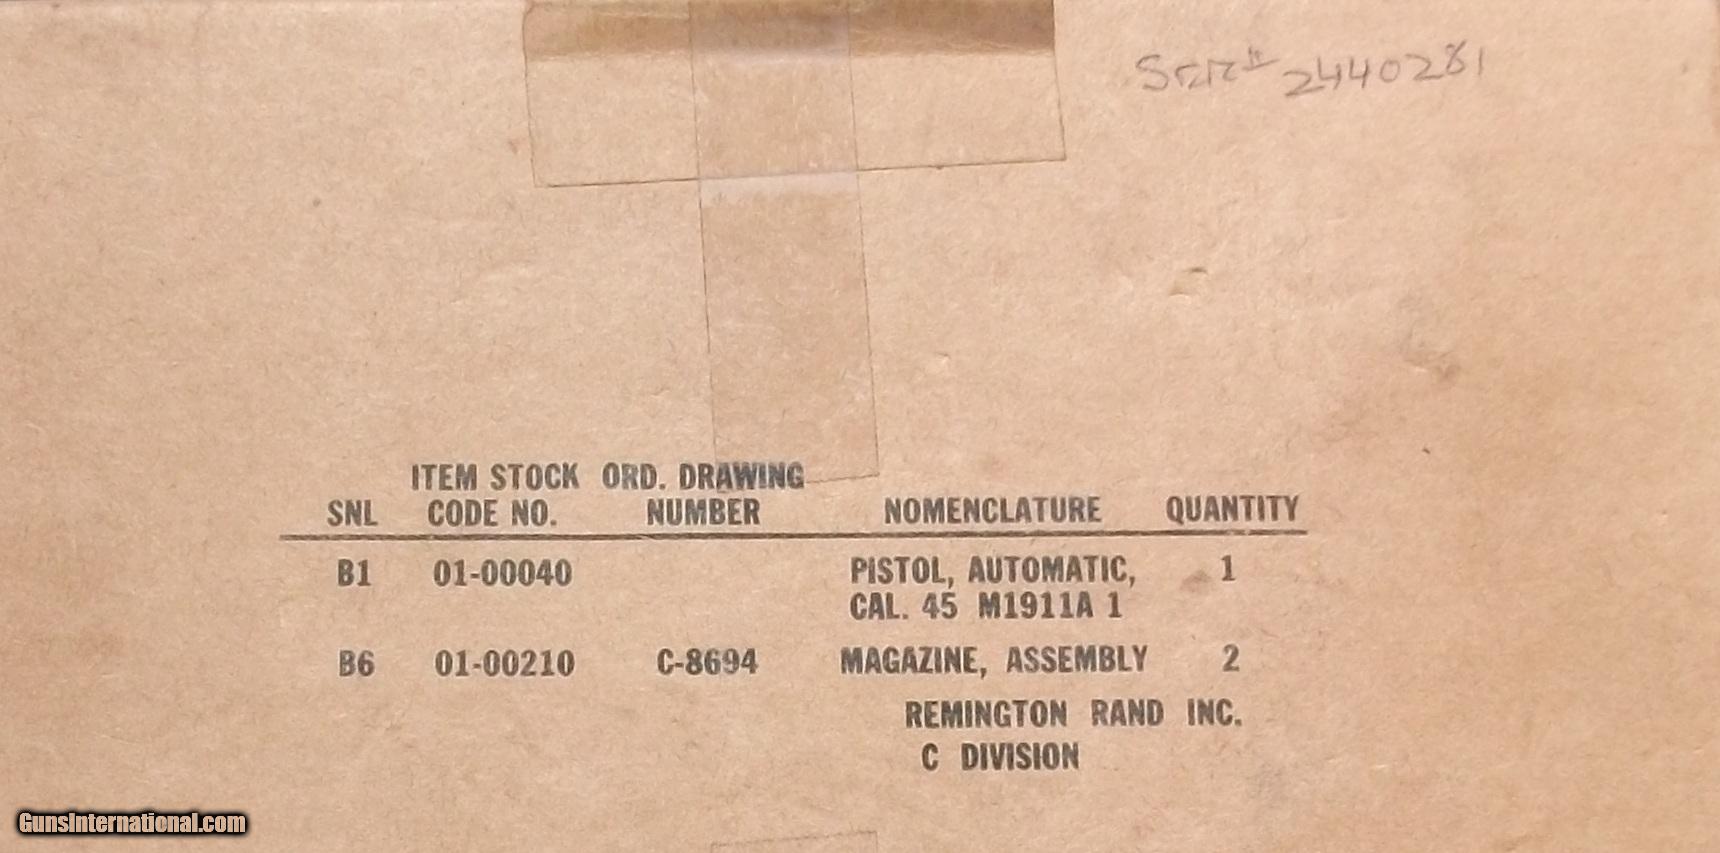 SER# 2440281
ITEM STOCK ORD. DRAWING
SNL CODE NO. NUMBER NOMENCLATURE QUANTITY
B1 01-00040 PISTOL, AUTOMATIC, 1
CAL. 45 M1911A 1
B6 01-00210 C-8694 MAGAZINE, ASSEMBLY 2
REMINGTON RAND INC.
C DIVISION
GunsInternational.com